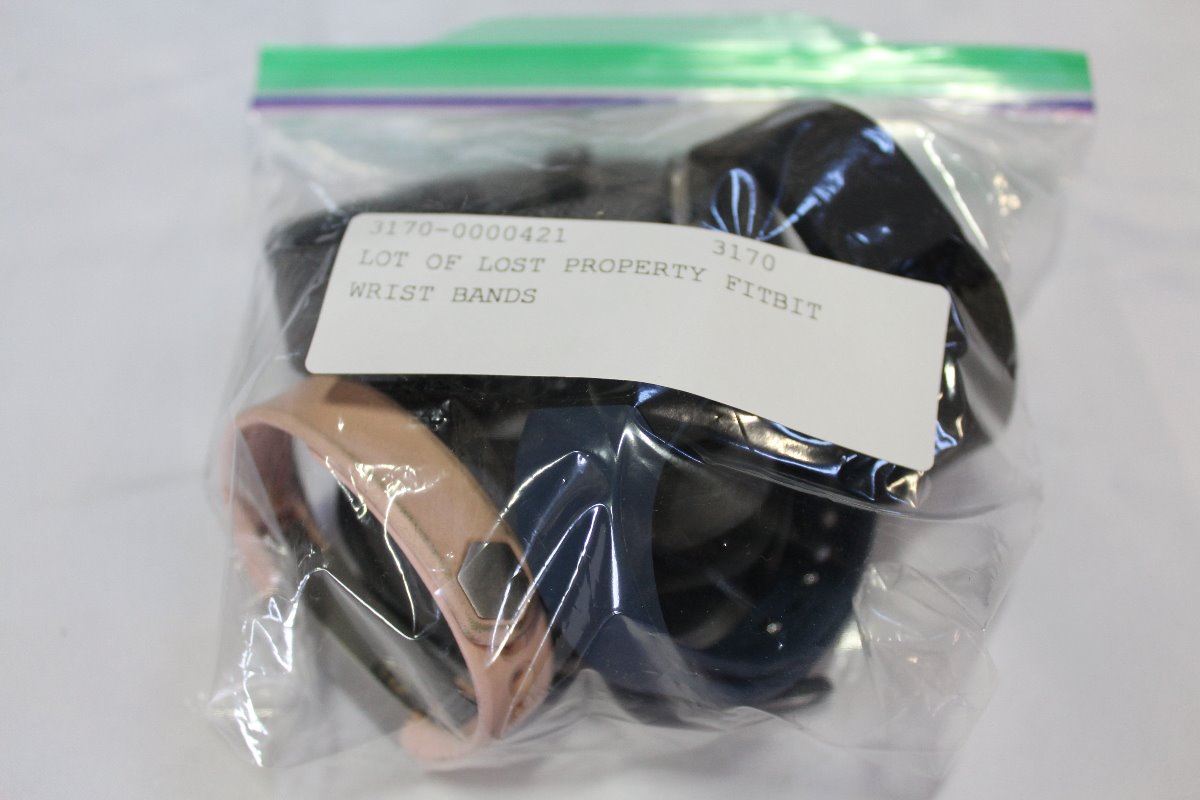 3170-0000421 3170
LOT OF LOST PROPERTY FITBIT
WRIST BANDS